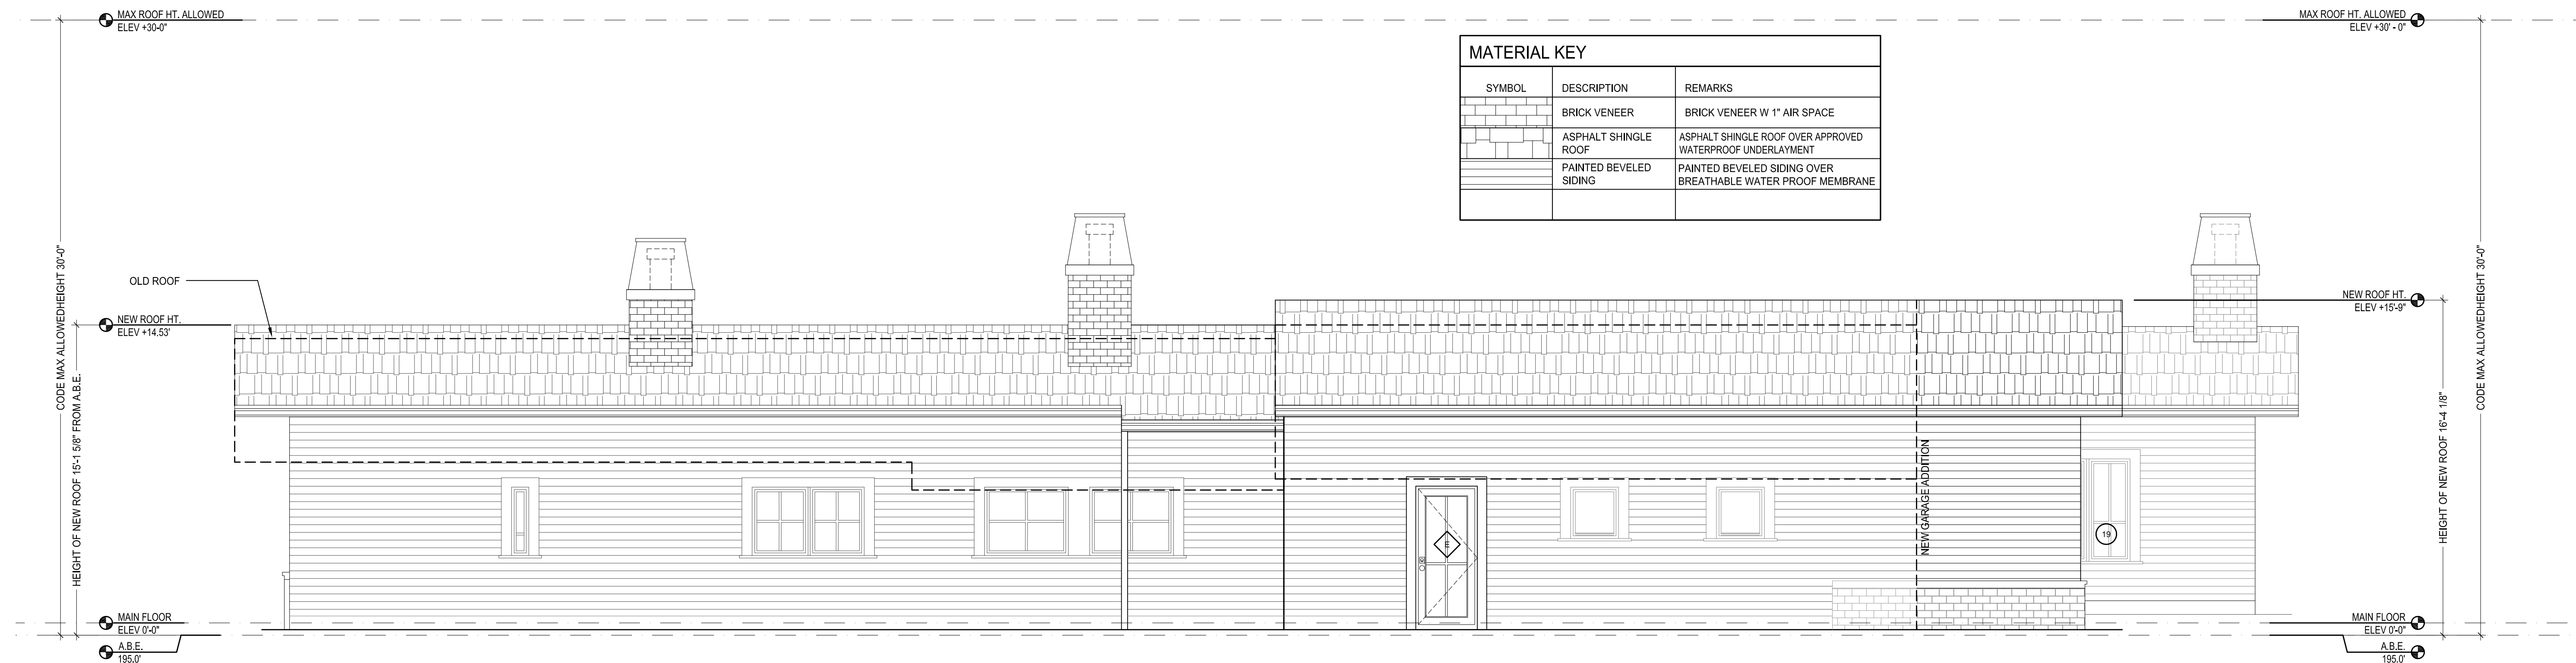 MAX ROOF HT. ALLOWED
ELEV +30-0"
MAX ROOF HT. ALLOWED
ELEV +30' - 0"
MATERIAL KEY
SYMBOL DESCRIPTION REMARKS
BRICK VENEER BRICK VENEER W 1" AIR SPACE
ASPHALT SHINGLE ASPHALT SHINGLE ROOF OVER APPROVED
ROOF WATERPROOF UNDERLAYMENT
PAINTED BEVELED PAINTED BEVELED SIDING OVER
SIDING BREATHABLE WATER PROOF MEMBRANE
OLD ROOF
NEW ROOF HT.
ELEV +14.53'
NEW ROOF HT.
ELEV +15'-9"
CODE MAX ALLOWEDHEIGHT 30'-0"
HEIGHT OF NEW ROOF 15'-1 5/8" FROM A.B.E.
NEW GARAGE ADDITION
E
19
HEIGHT OF NEW ROOF 16'-4 1/8"
CODE MAX ALLOWEDHEIGHT 30'-0"
MAIN FLOOR
ELEV 0'-0"
A.B.E.
195.0'
MAIN FLOOR
ELEV 0'-0"
A.B.E.
195.0'